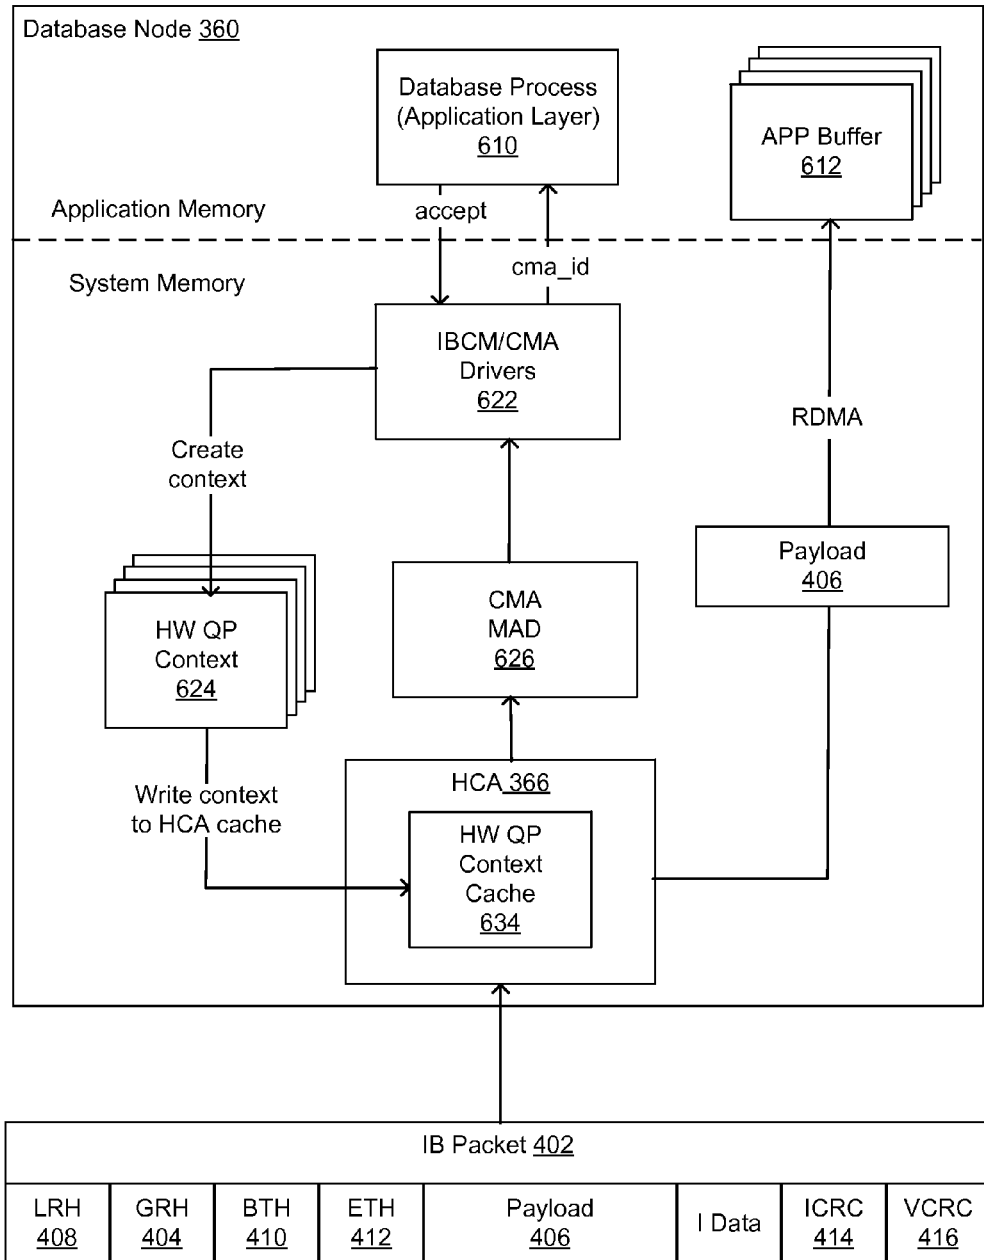 Database Node 360
Database Process
(Application Layer)
610
APP Buffer
612
Application Memory
accept
cma_id
System Memory
IBCM/CMA
Drivers
622
RDMA
Create
context
Payload
406
HW QP
Context
624
CMA
MAD
626
Write context
to HCA cache
HCA 366
HW QP
Context
Cache
634
IB Packet 402
LRH
408
GRH
404
BTH
410
ETH
412
Payload
406
I Data
ICRC
414
VCRC
416